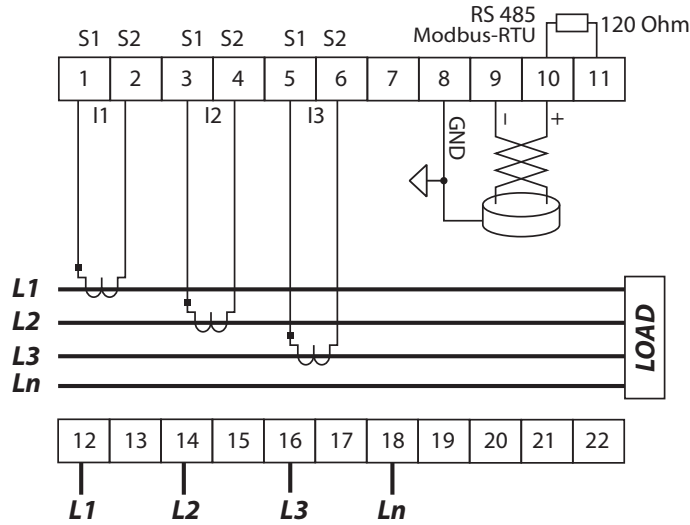 RS 485
Modbus-RTU
120 Ohm
S1 S2 S1 S2 S1 S2
1 2 3 4 5 6 7 8 9 10 11
I1 I2 I3 GND – +
L1
L2
L3
Ln
LOAD
12 13 14 15 16 17 18 19 20 21 22
L1 L2 L3 Ln